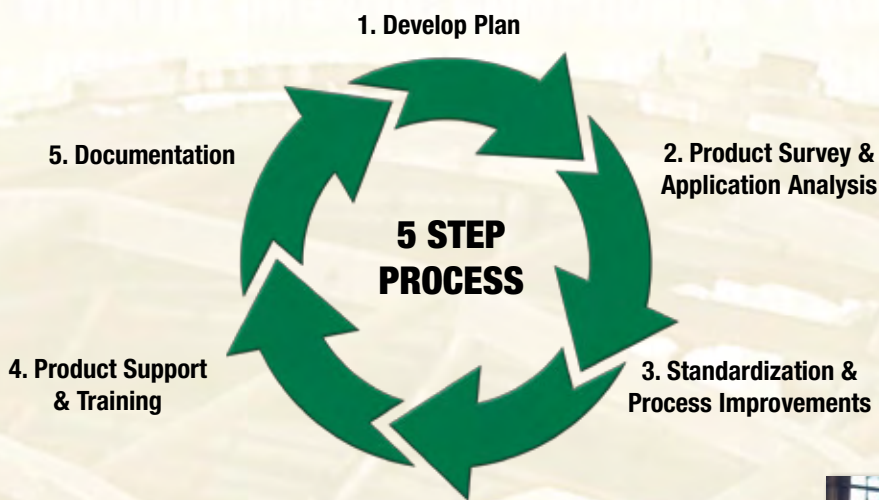 1. Develop Plan
5. Documentation
2. Product Survey &
Application Analysis
5 STEP
PROCESS
4. Product Support
& Training
3. Standardization &
Process Improvements